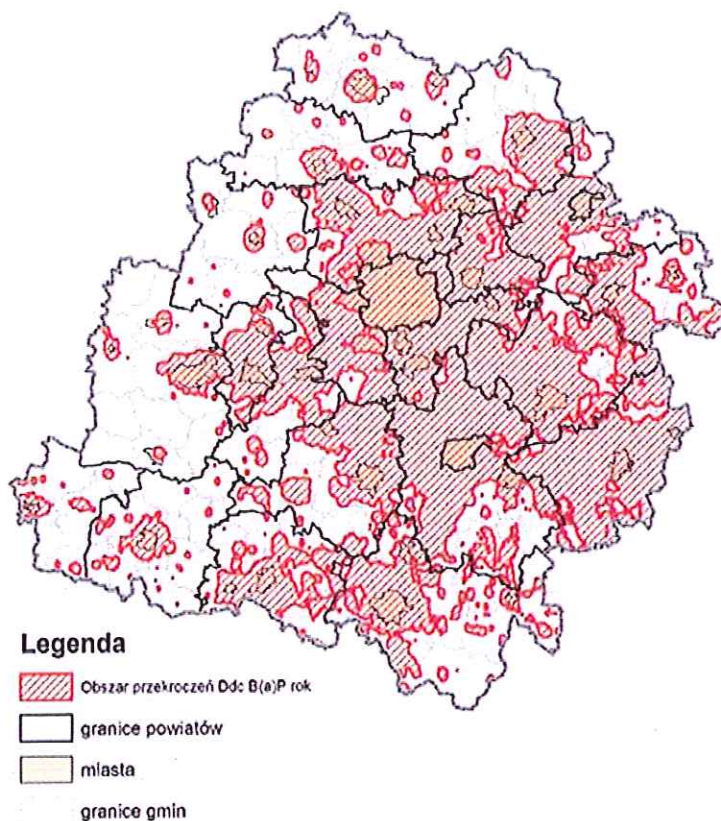 Legenda
Obszar przekroczeń Ddc B(a)P rok
granice powiatów
miasta
granice gmin